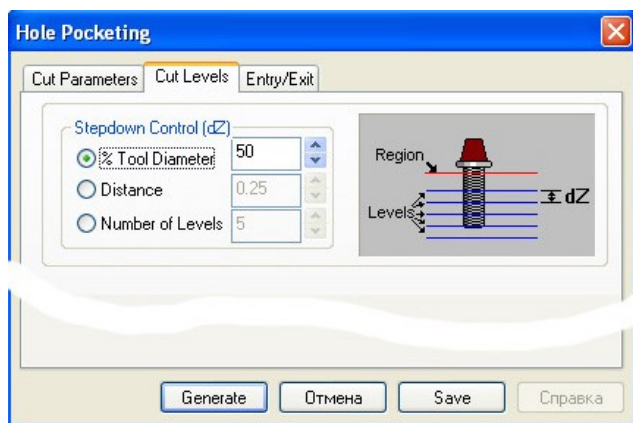 Hole Pocketing
Cut Parameters Cut Levels Entry/Exit
Stepdown Control (dZ)
% Tool Diameter 50
Distance 0.25
Number of Levels 5
Region
dZ
Levels
Generate Отмена Save Справка